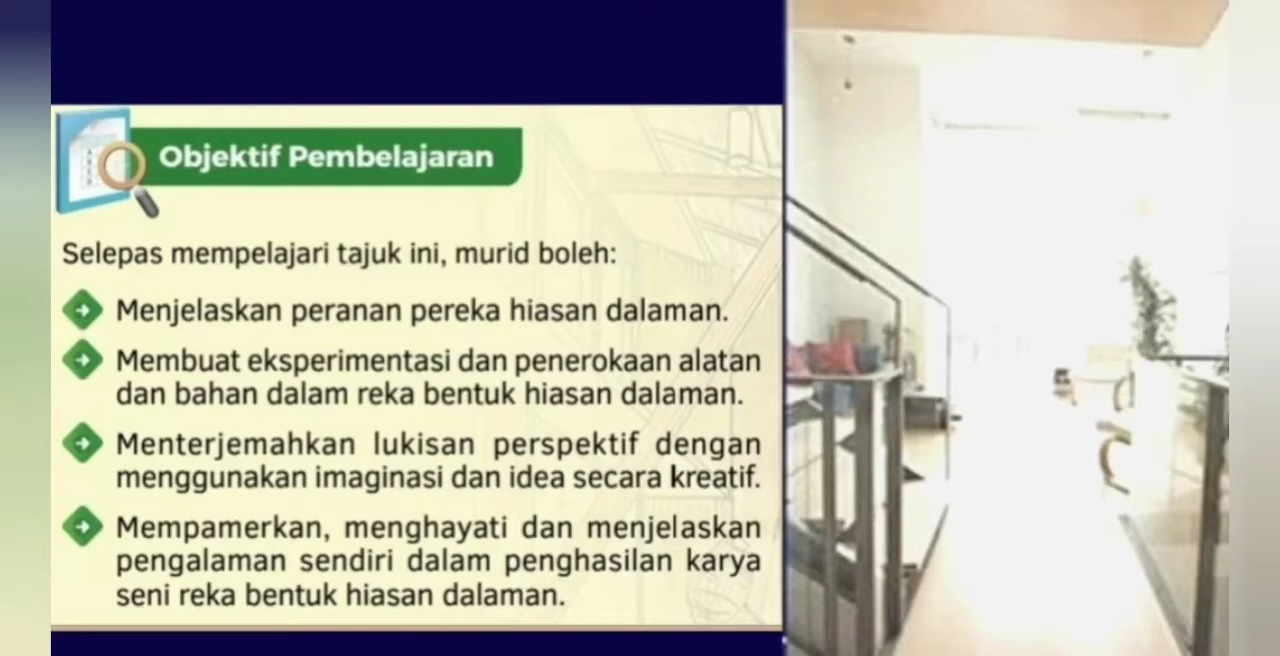 Objektif Pembelajaran
Selepas mempelajari tajuk ini, murid boleh:
Menjelaskan peranan pereka hiasan dalaman.
Membuat eksperimentasi dan penerokaan alatan
dan bahan dalam reka bentuk hiasan dalaman.
Menterjemahkan lukisan perspektif dengan
menggunakan imaginasi dan idea secara kreatif.
Mempamerkan, menghayati dan menjelaskan
pengalaman sendiri dalam penghasilan karya
seni reka bentuk hiasan dalaman.